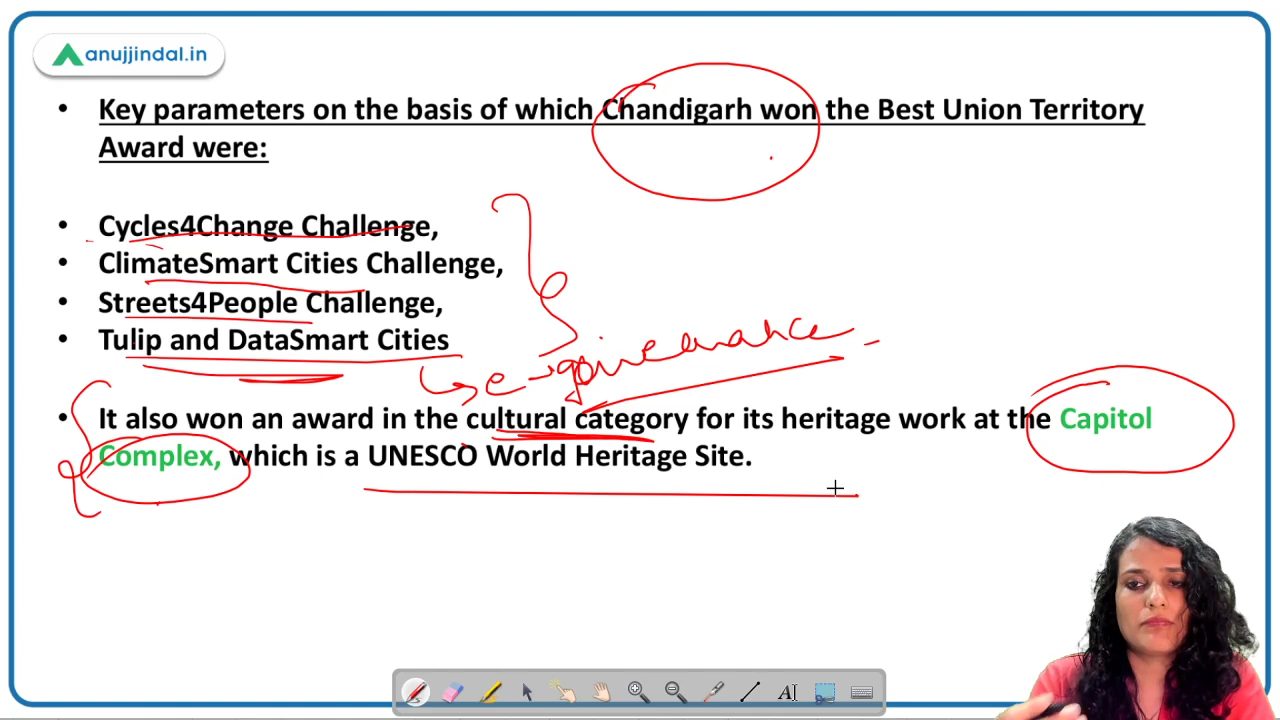 anujjindal.in
• Key parameters on the basis of which Chandigarh won the Best Union Territory
Award were:
• Cycles4Change Challenge,
• ClimateSmart Cities Challenge,
• Streets4People Challenge,
• Tulip and DataSmart Cities
e-governance
• It also won an award in the cultural category for its heritage work at the Capitol
Complex, which is a UNESCO World Heritage Site.